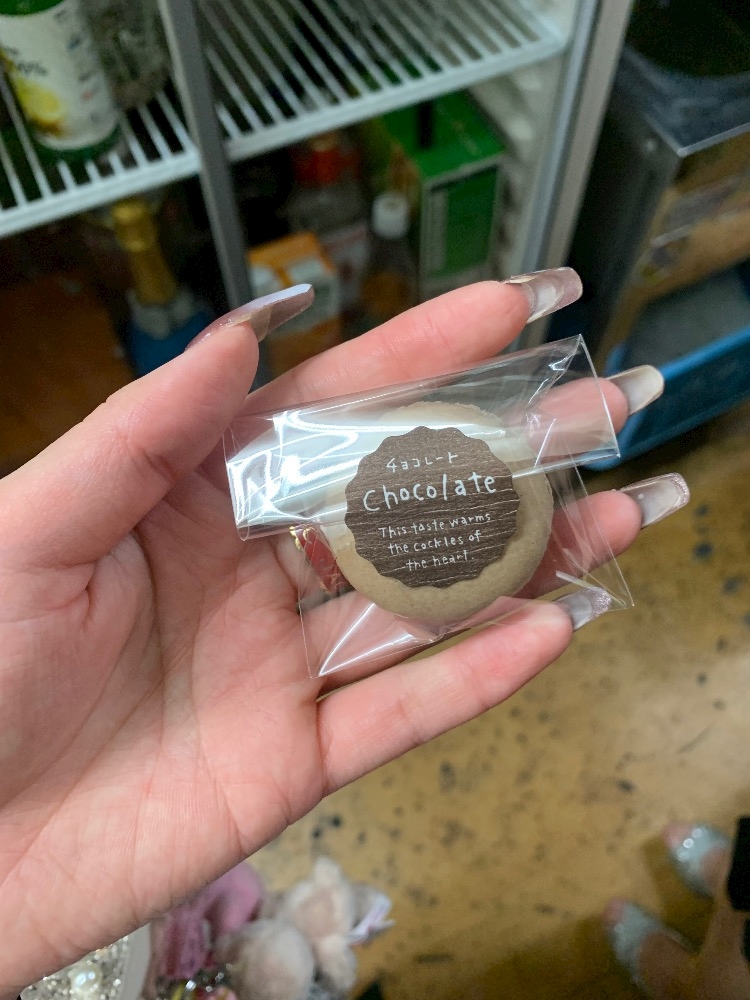 チョコレート
Chocolate
This taste warms
the cockles of
the heart.